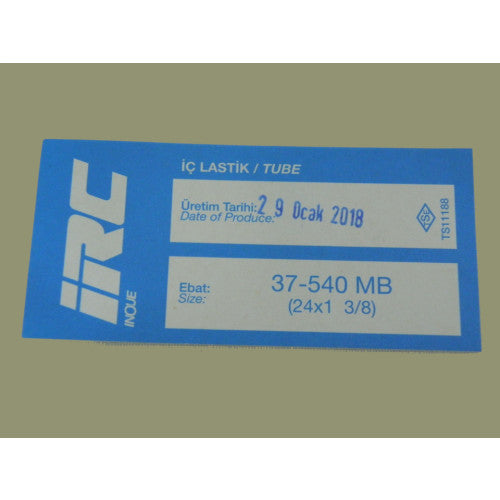 iRC
INOUE
İÇ LASTİK / TUBE
Üretim Tarihi: 29 Ocak 2018
Date of Produce:
TSE
TS11188
Ebat: 37-540 MB
Size: (24x1 3/8)